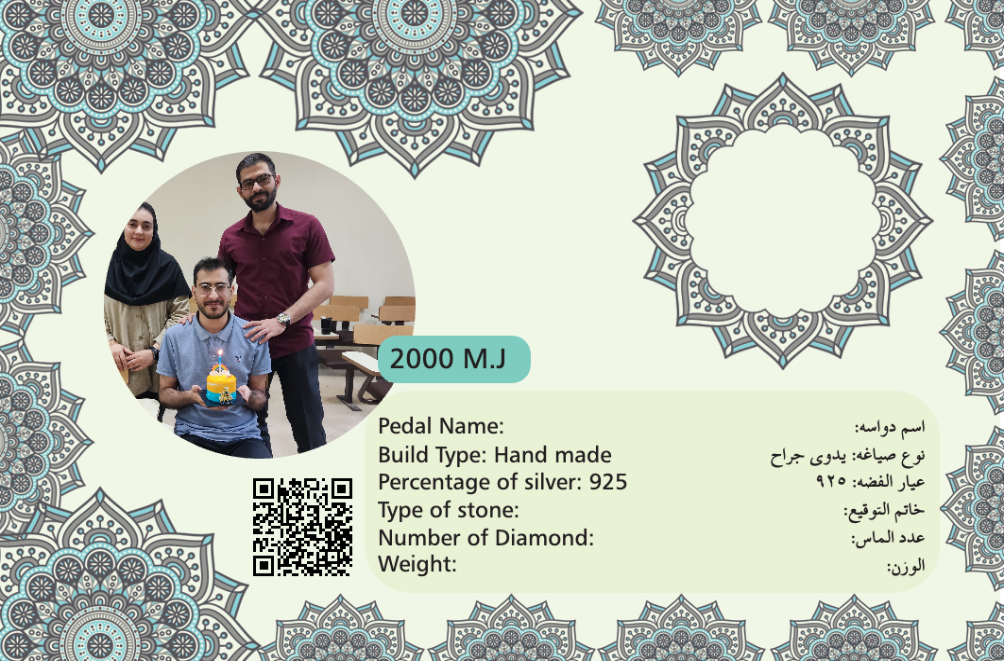 2000 M.J
Pedal Name:
Build Type: Hand made
Percentage of silver: 925
Type of stone:
Number of Diamond:
Weight:
اسم دواسه:
نوع صياغه: يدوى جراح
عيار الفضه: ٩٢٥
خاتم التوقيع:
عدد الماس:
الوزن: